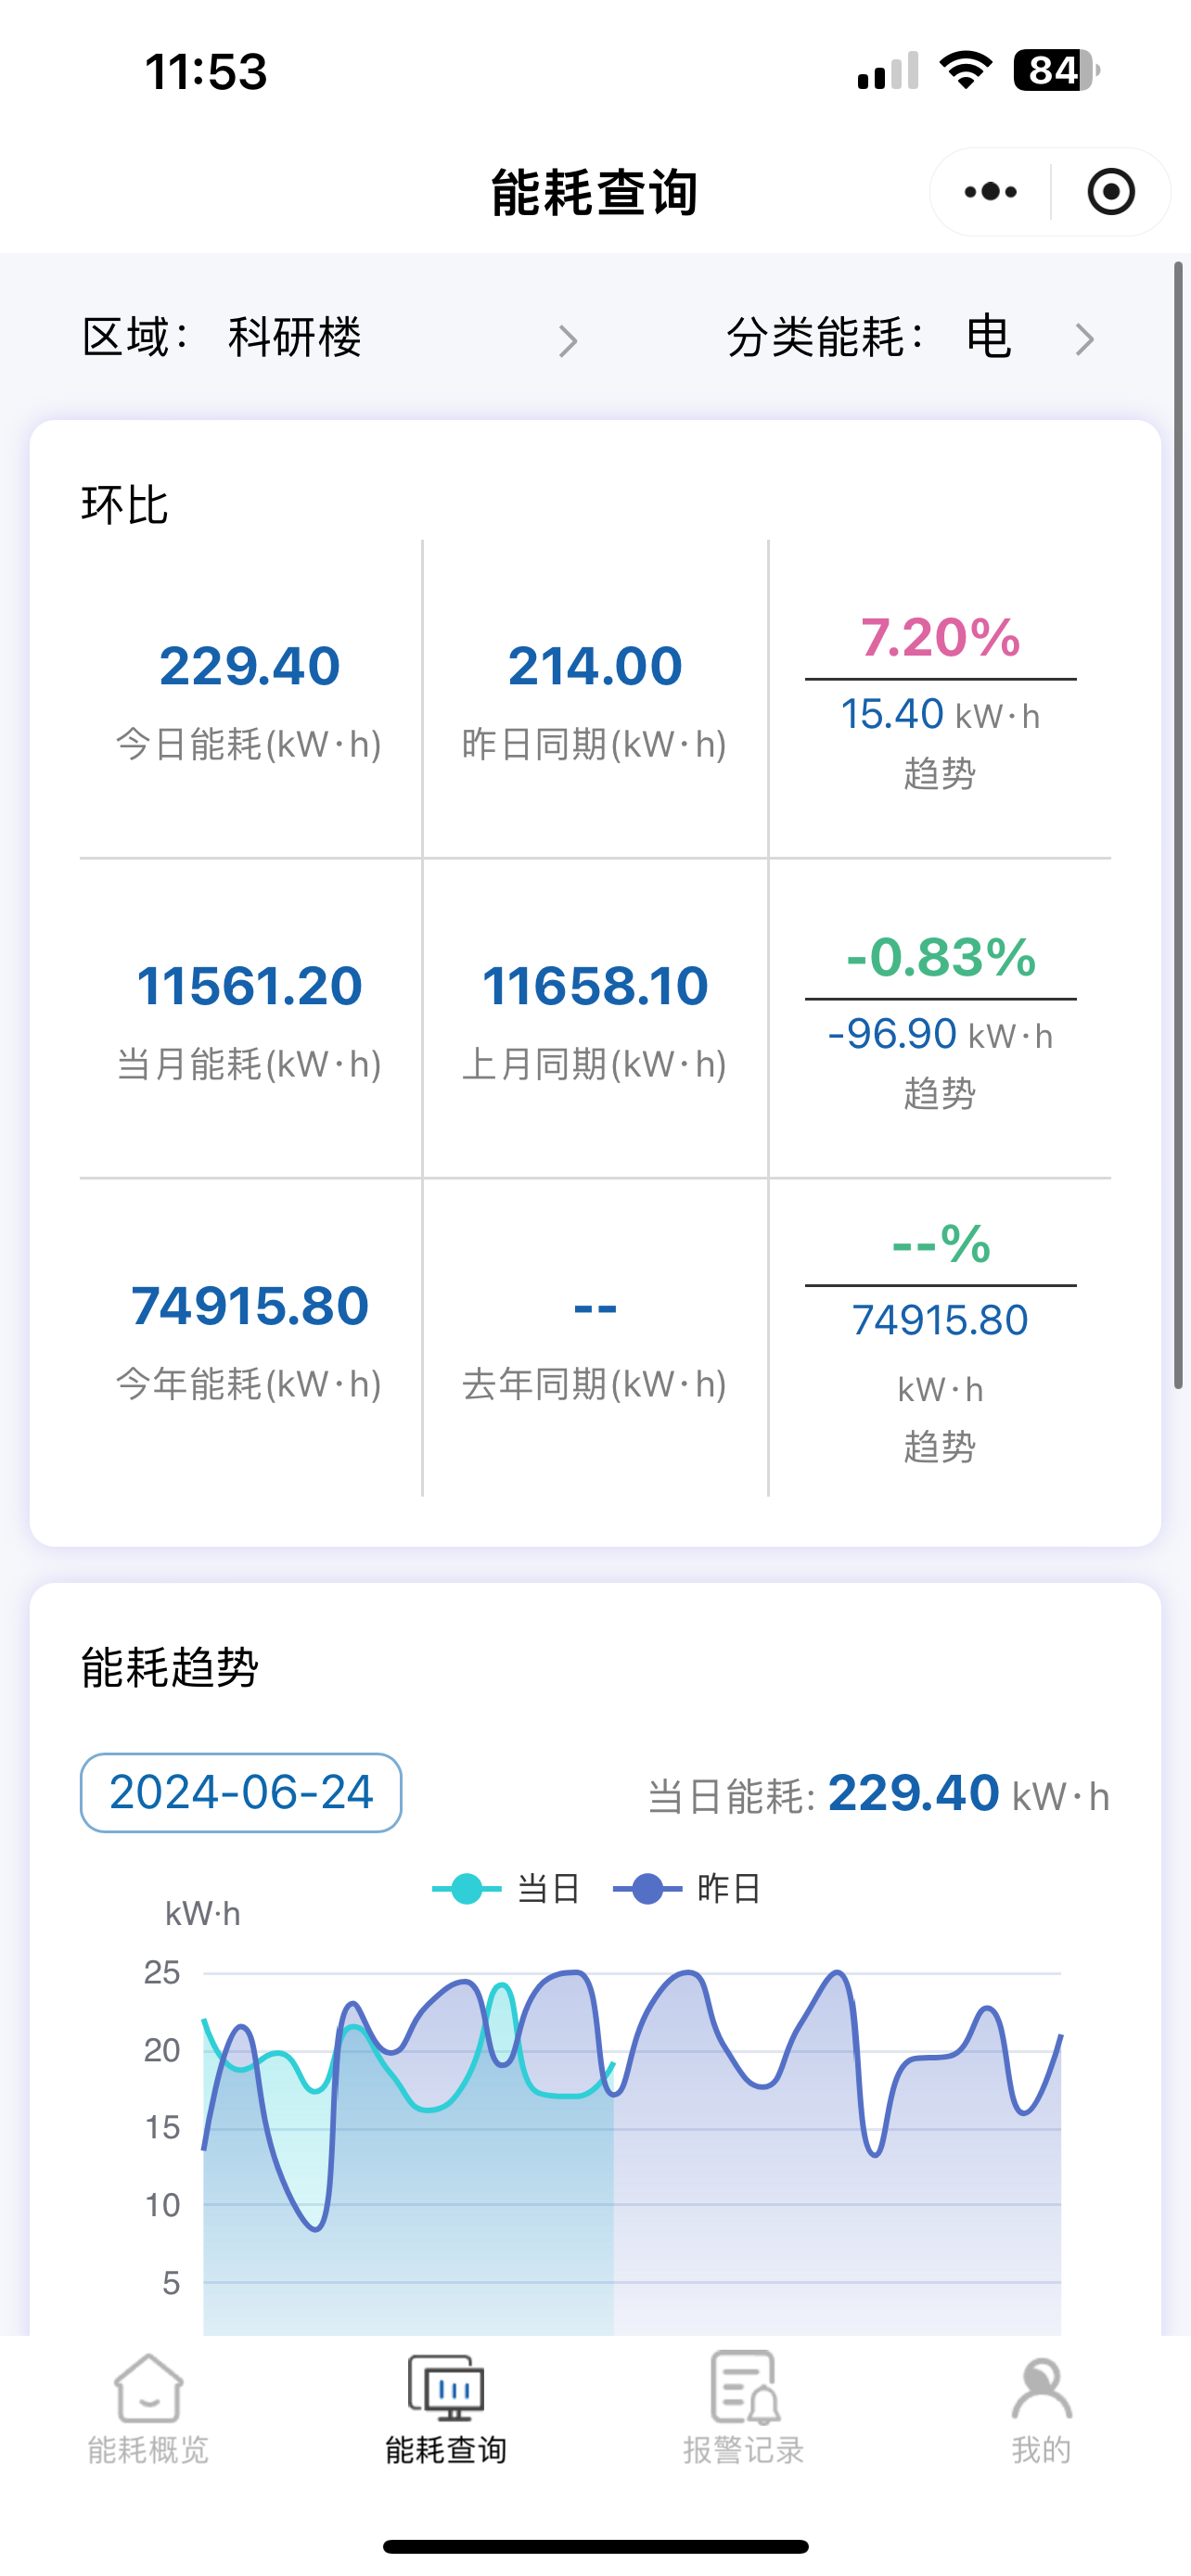 11:53
84
能耗查询
区域： 科研楼
分类能耗： 电
环比
229.40
今日能耗(kW·h)
214.00
昨日同期(kW·h)
7.20%
15.40 kW·h
趋势
11561.20
当月能耗(kW·h)
11658.10
上月同期(kW·h)
-0.83%
-96.90 kW·h
趋势
74915.80
今年能耗(kW·h)
--
去年同期(kW·h)
--%
74915.80
kW·h
趋势
能耗趋势
2024-06-24
当日能耗: 229.40 kW·h
当日
昨日
kW·h
25
20
15
10
5
能耗概览
能耗查询
报警记录
我的